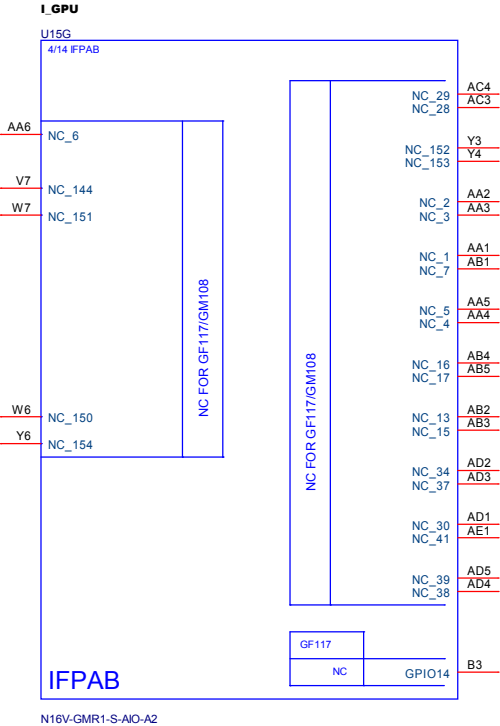 I_GPU
U15G
4/14 IFPAB
AA6 NC_6
V7 NC_144
W7 NC_151
W6 NC_150
Y6 NC_154
NC FOR GF117/GM108
NC FOR GF117/GM108
NC_29 AC4
NC_28 AC3
NC_152 Y3
NC_153 Y4
NC_2 AA2
NC_3 AA3
NC_1 AA1
NC_7 AB1
NC_5 AA5
NC_4 AA4
NC_16 AB4
NC_17 AB5
NC_13 AB2
NC_15 AB3
NC_34 AD2
NC_37 AD3
NC_30 AD1
NC_41 AE1
NC_39 AD5
NC_38 AD4
GF117
NC GPIO14 B3
IFPAB
N16V-GMR1-S-AIO-A2